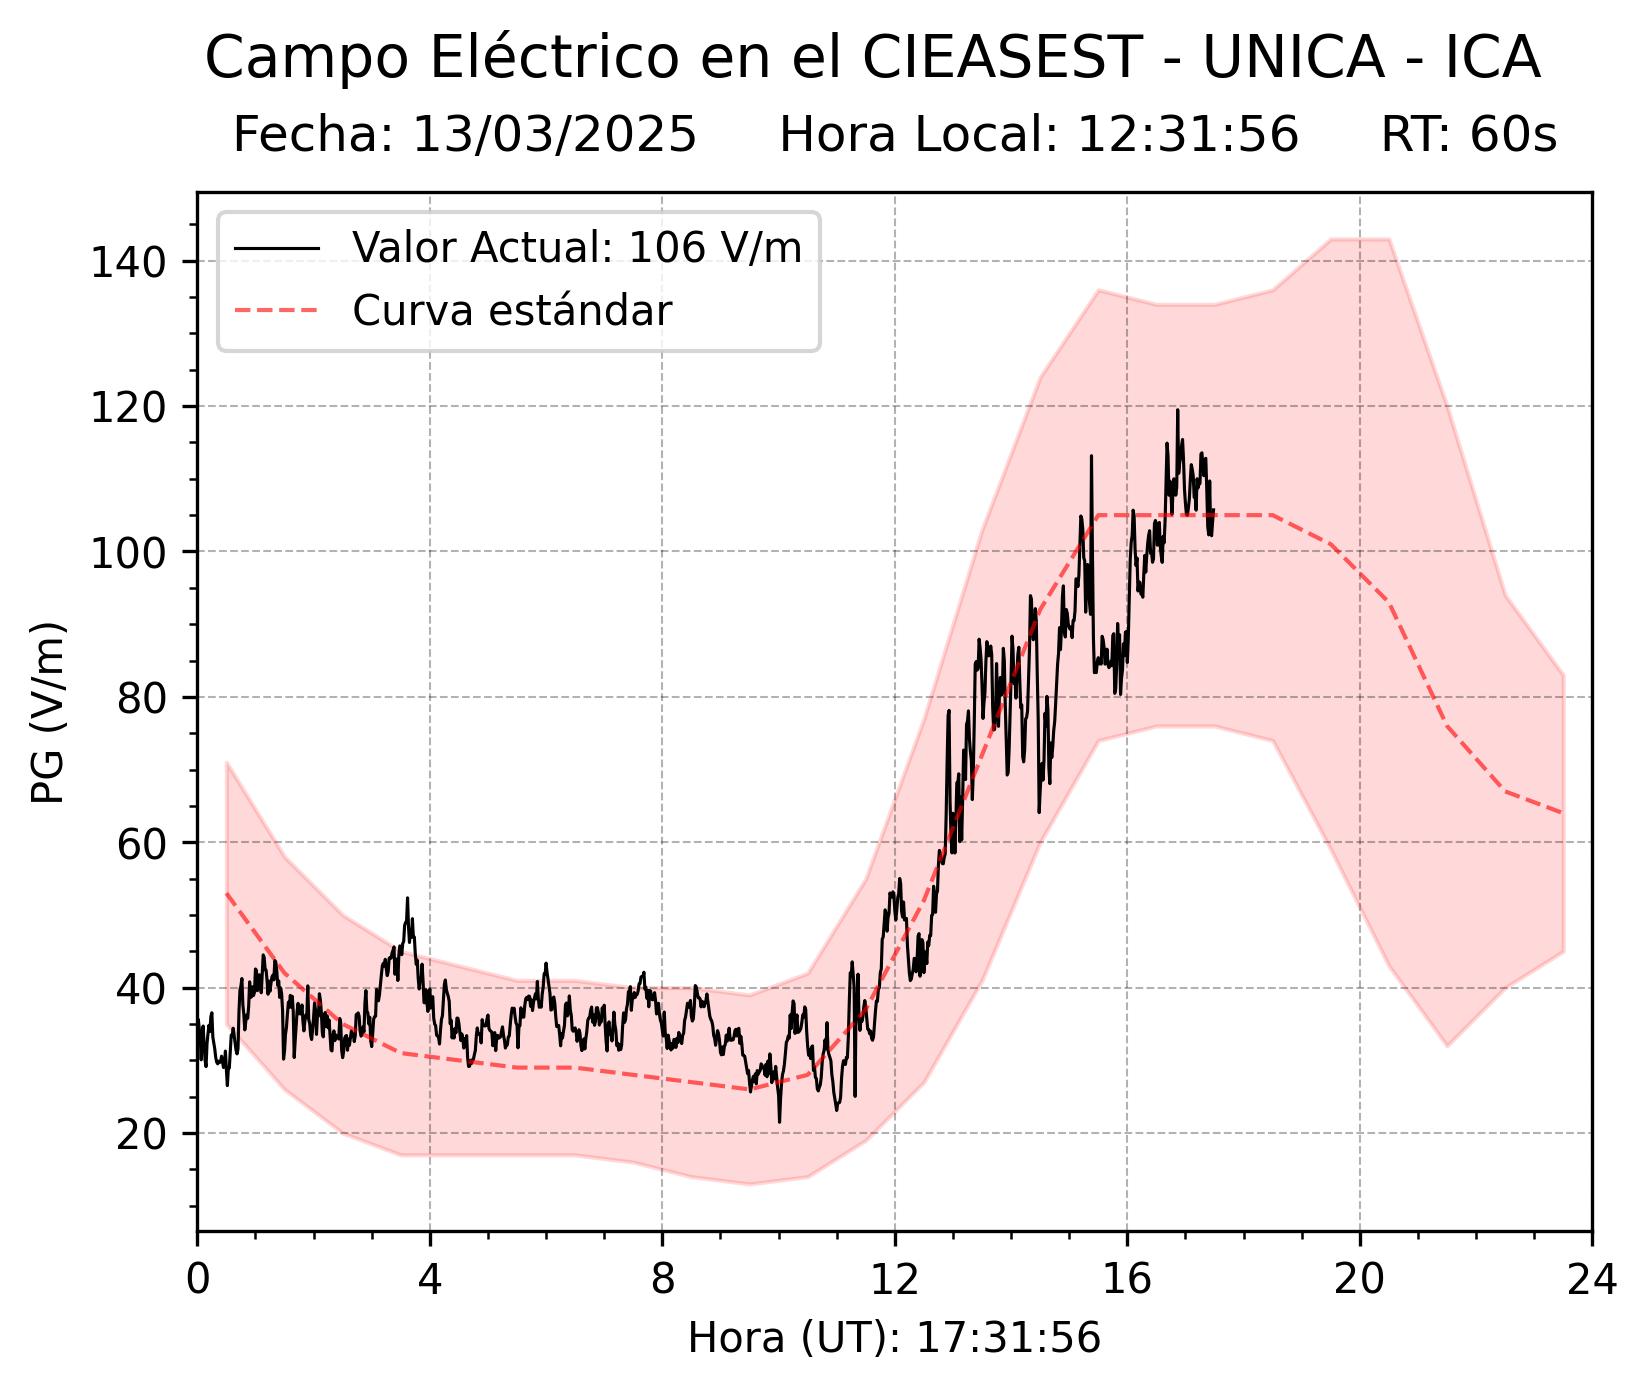 Campo Eléctrico en el CIEASEST - UNICA - ICA
Fecha: 13/03/2025 Hora Local: 12:31:56 RT: 60s
Valor Actual: 106 V/m
Curva estándar
140
120
100
80
60
40
20
PG (V/m)
0 4 8 12 16 20 24
Hora (UT): 17:31:56